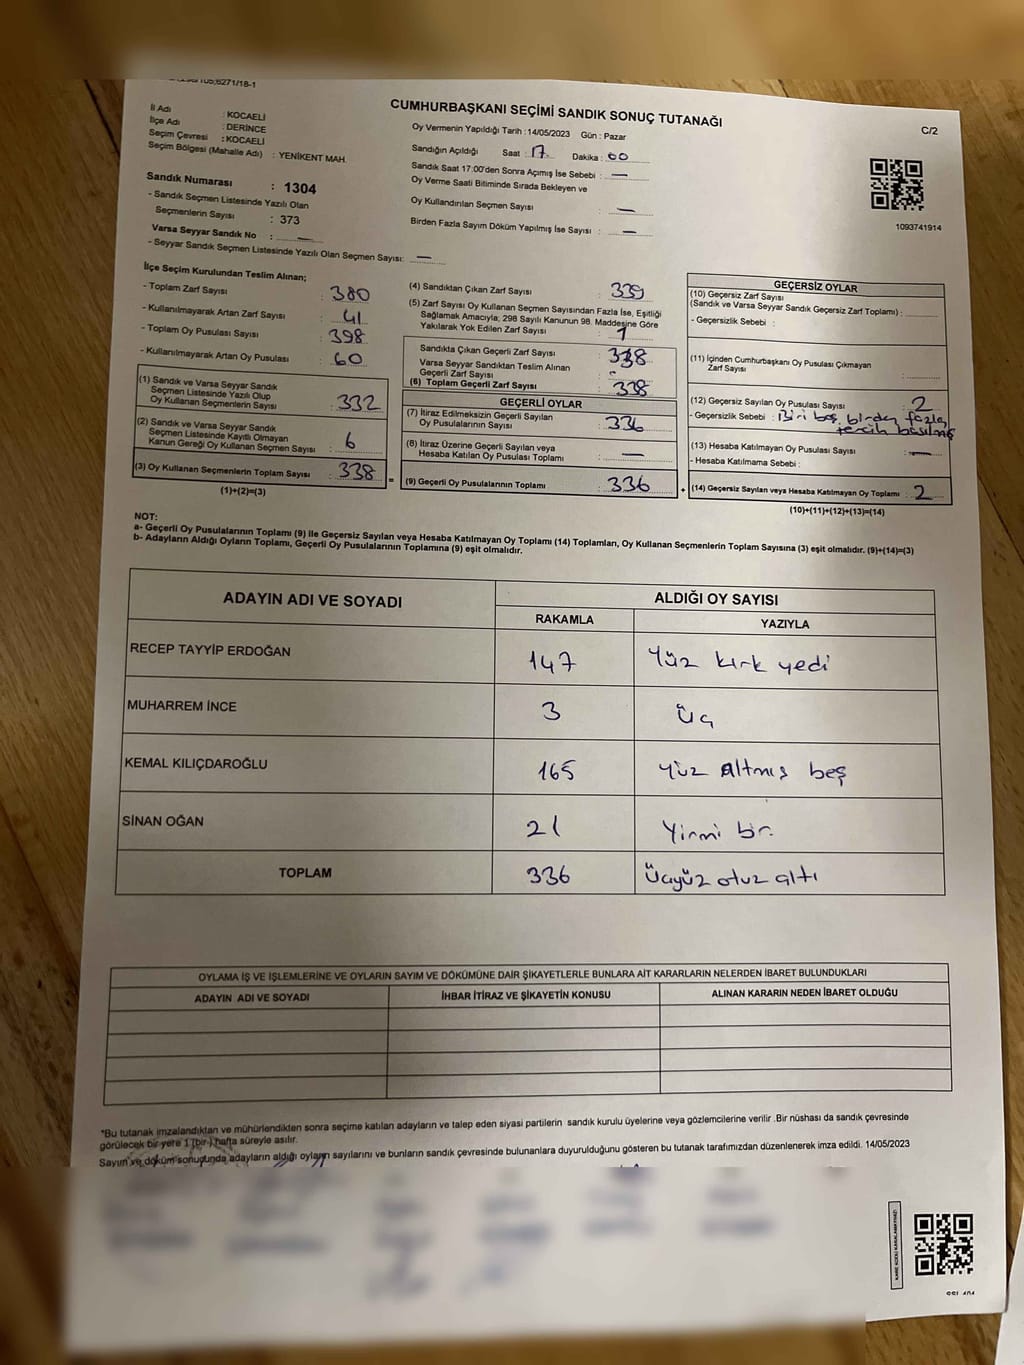 CUMHURBAŞKANI SEÇİMİ SANDIK SONUÇ TUTANAĞI
C/2
İl Adı : KOCAELİ
İlçe Adı : DERİNCE
Seçim Çevresi : KOCAELİ
Seçim Bölgesi (Mahalle Adı) : YENİKENT MAH.
Sandık Numarası : 1304
- Sandık Seçmen Listesinde Yazılı Olan
Seçmenlerin Sayısı : 373
Varsa Seyyar Sandık No : —
- Seyyar Sandık Seçmen Listesinde Yazılı Olan Seçmen Sayısı: —
Oy Vermenin Yapıldığı Tarih : 14/05/2023 Gün : Pazar
Sandığın Açıldığı Saat : 17 Dakika : 00
Sandık Saat 17:00'den Sonra Açımış İse Sebebi : —
Oy Verme Saati Bitiminde Sırada Bekleyen ve
Oy Kullandırılan Seçmen Sayısı : —
Birden Fazla Sayım Döküm Yapılmış İse Sayısı : —
1093741914
İlçe Seçim Kurulundan Teslim Alınan;
- Toplam Zarf Sayısı : 380
- Kullanılmayarak Artan Zarf Sayısı : 41
- Toplam Oy Pusulası Sayısı : 398
- Kullanılmayarak Artan Oy Pusulası : 60
(1) Sandık ve Varsa Seyyar Sandık
Seçmen Listesinde Yazılı Olup
Oy Kullanan Seçmenlerin Sayısı : 332
(2) Sandık ve Varsa Seyyar Sandık
Seçmen Listesinde Kayıtlı Olmayan
Kanun Gereği Oy Kullanan Seçmen Sayısı : 6
(3) Oy Kullanan Seçmenlerin Toplam Sayısı : 338
(1)+(2)=(3)
(4) Sandıktan Çıkan Zarf Sayısı : 339
(5) Zarf Sayısı Oy Kullanan Seçmen Sayısından Fazla İse, Eşitliği
Sağlamak Amacıyla; 298 Sayılı Kanunun 98. Maddesine Göre
Yakılarak Yok Edilen Zarf Sayısı : 1
Sandıkta Çıkan Geçerli Zarf Sayısı : 338
Varsa Seyyar Sandıktan Teslim Alınan
Geçerli Zarf Sayısı :
(6) Toplam Geçerli Zarf Sayısı : 338
GEÇERLİ OYLAR
(7) İtiraz Edilmeksizin Geçerli Sayılan
Oy Pusulasının Sayısı : 336
(8) İtiraz Üzerine Geçerli Sayılan veya
Hesaba Katılan Oy Pusulası Toplamı : —
(9) Geçerli Oy Pusulalarının Toplamı : 336
GEÇERSİZ OYLAR
(10) Geçersiz Zarf Sayısı
(Sandık ve Varsa Seyyar Sandık Geçersiz Zarf Toplamı) :
- Geçersizlik Sebebi :
(11) İçinden Cumhurbaşkanı Oy Pusulası Çıkmayan
Zarf Sayısı :
(12) Geçersiz Sayılan Oy Pusulası Sayısı : 2
- Geçersizlik Sebebi : Biri boş, birden fazla
tercih basılmış
(13) Hesaba Katılmayan Oy Pusulası Sayısı : —
- Hesaba Katılmama Sebebi :
(14) Geçersiz Sayılan veya Hesaba Katılmayan Oy Toplamı : 2
(10)+(11)+(12)+(13)=(14)
NOT:
a- Geçerli Oy Pusulalarının Toplamı (9) ile Geçersiz Sayılan veya Hesaba Katılmayan Oy Toplamı (14) Toplamları, Oy Kullanan Seçmenlerin Toplam Sayısına (3) eşit olmalıdır. (9)+(14)=(3)
b- Adayların Aldığı Oyların Toplamı, Geçerli Oy Pusulalarının Toplamına (9) eşit olmalıdır.
ADAYIN ADI VE SOYADI ALDIĞI OY SAYISI
RAKAMLA YAZIYLA
RECEP TAYYİP ERDOĞAN 147 Yüz kırk yedi
MUHARREM İNCE 3 Üç
KEMAL KILIÇDAROĞLU 165 Yüz altmış beş
SİNAN OĞAN 21 Yirmi bir
TOPLAM 336 Üçyüz otuz altı
OYLAMA İŞ VE İŞLEMLERİNE VE OYLARIN SAYIM VE DÖKÜMÜNE DAİR ŞİKAYETLERLE BUNLARA AİT KARARLARIN NELERDEN İBARET BULUNDUKLARI
ADAYIN ADI VE SOYADI İHBAR İTİRAZ VE ŞİKAYETİN KONUSU ALINAN KARARIN NEDEN İBARET OLDUĞU
*Bu tutanak imzalandıktan ve mühürlendikten sonra seçime katılan adayların ve talep eden siyasi partilerin sandık kurulu üyelerine veya gözlemcilerine verilir .Bir nüshası da sandık çevresinde
görülecek bir yere 1 (bir-) hafta süreyle asılır.
Sayım ve döküm sonucunda adayların aldığı oyların sayılarını ve bunların sandık çevresinde bulunanlara duyurulduğunu gösteren bu tutanak tarafımızdan düzenlenerek imza edildi. 14/05/2023